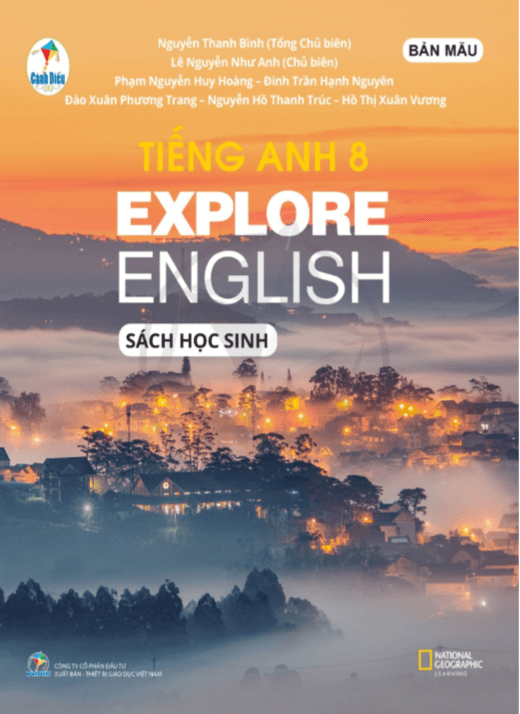 Nguyễn Thanh Bình (Tổng Chủ biên)
BẢN MẪU
Lê Nguyễn Như Anh (Chủ biên)
Phạm Nguyễn Huy Hoàng – Đinh Trần Hạnh Nguyên
Đào Xuân Phương Trang – Nguyễn Hồ Thanh Trúc – Hồ Thị Xuân Vương
Cánh Diều
TIẾNG ANH 8
EXPLORE
ENGLISH
SÁCH HỌC SINH
CÔNG TY CỔ PHẦN ĐẦU TƯ
XUẤT BẢN - THIẾT BỊ GIÁO DỤC VIỆT NAM
NATIONAL
GEOGRAPHIC
LEARNING